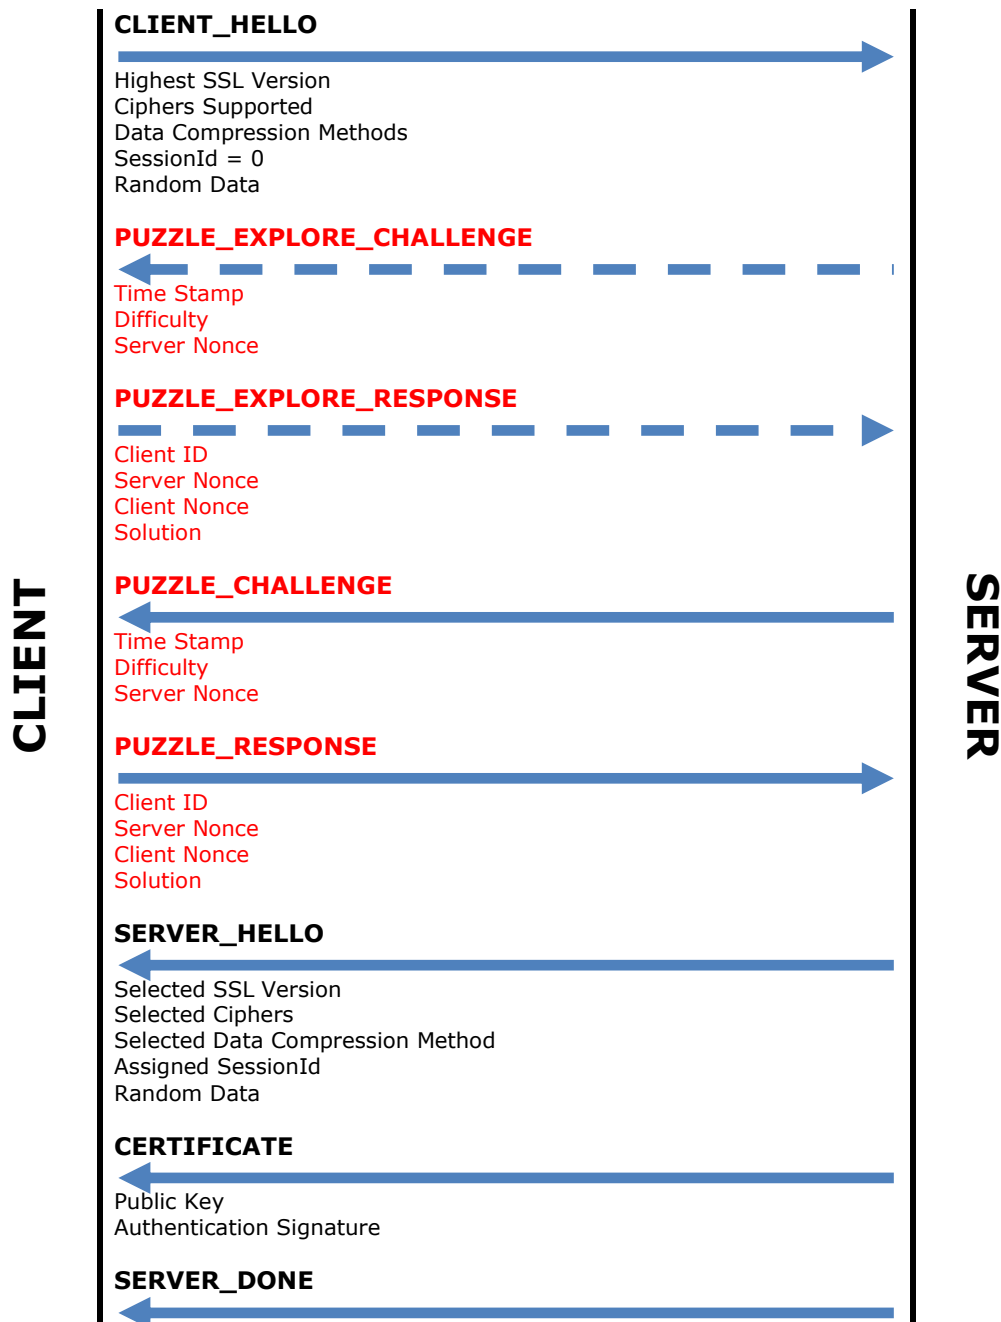 CLIENT_HELLO
Highest SSL Version
Ciphers Supported
Data Compression Methods
SessionId = 0
Random Data
PUZZLE_EXPLORE_CHALLENGE
Time Stamp
Difficulty
Server Nonce
PUZZLE_EXPLORE_RESPONSE
Client ID
Server Nonce
Client Nonce
Solution
PUZZLE_CHALLENGE
Time Stamp
Difficulty
Server Nonce
PUZZLE_RESPONSE
Client ID
Server Nonce
Client Nonce
Solution
SERVER_HELLO
Selected SSL Version
Selected Ciphers
Selected Data Compression Method
Assigned SessionId
Random Data
CERTIFICATE
Public Key
Authentication Signature
SERVER_DONE
CLIENT
SERVER